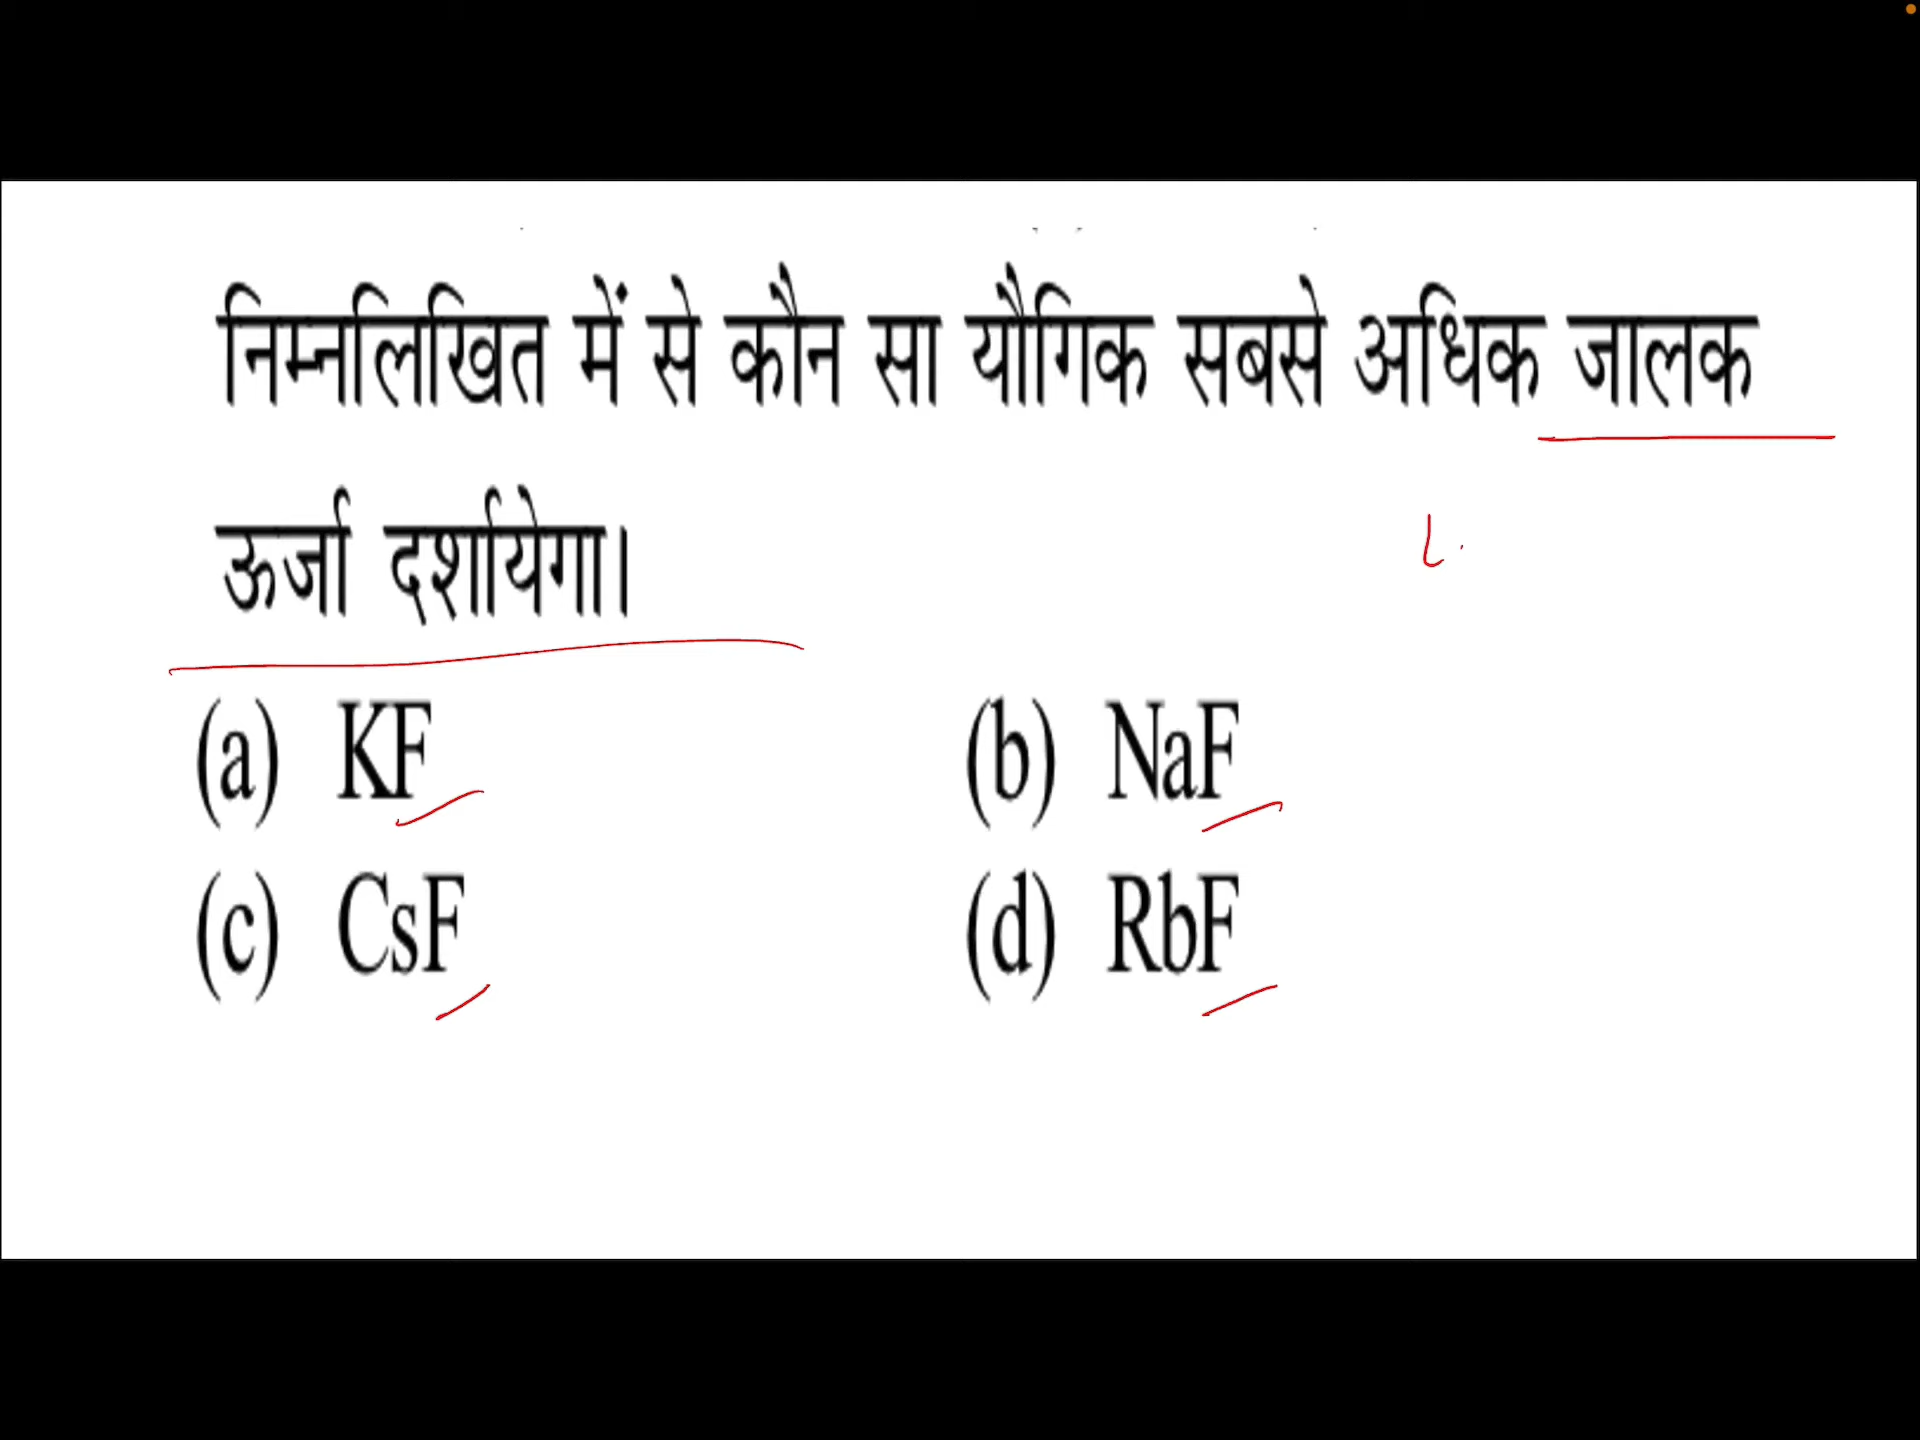 निम्नलिखित में से कौन सा यौगिक सबसे अधिक जालक
ऊर्जा दर्शायेगा।
(a) KF (b) NaF
(c) CsF (d) RbF